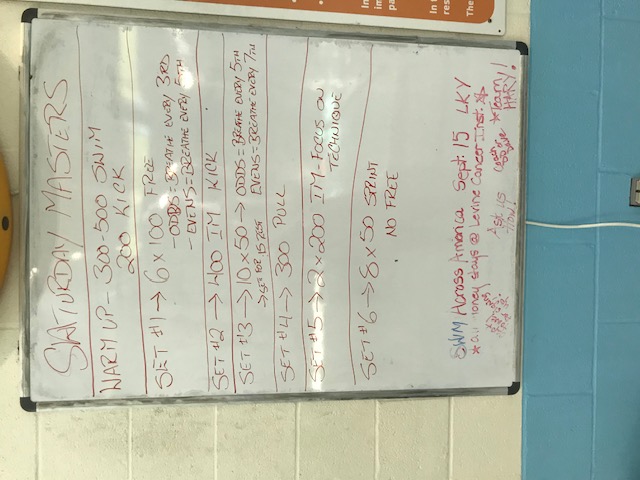 SATURDAY MASTERS
WARM UP - 300-500 SWIM
200 KICK
SET #1 → 6 x 100 FREE
- ODDS = BREATHE EVERY 3RD
- EVENS = BREATHE EVERY 5TH
SET #2 → 400 IM KICK
SET #3 → 10 x 50 → ODDS = BREATHE EVERY 5TH
→ SET FOR 15 REST EVENS = BREATHE EVERY 7TH
SET #4 → 300 PULL
SET #5 → 2 x 200 IM - FOCUS ON
TECHNIQUE
SET #6 → 8 x 50 SPRINT
NO FREE
SWIM Across America Sept. 15 LKY
* all money stays @ Levine Cancer Inst.
Ask us
How!
Coach
or
Dave
* Team
HARY!
In
In t
res
The